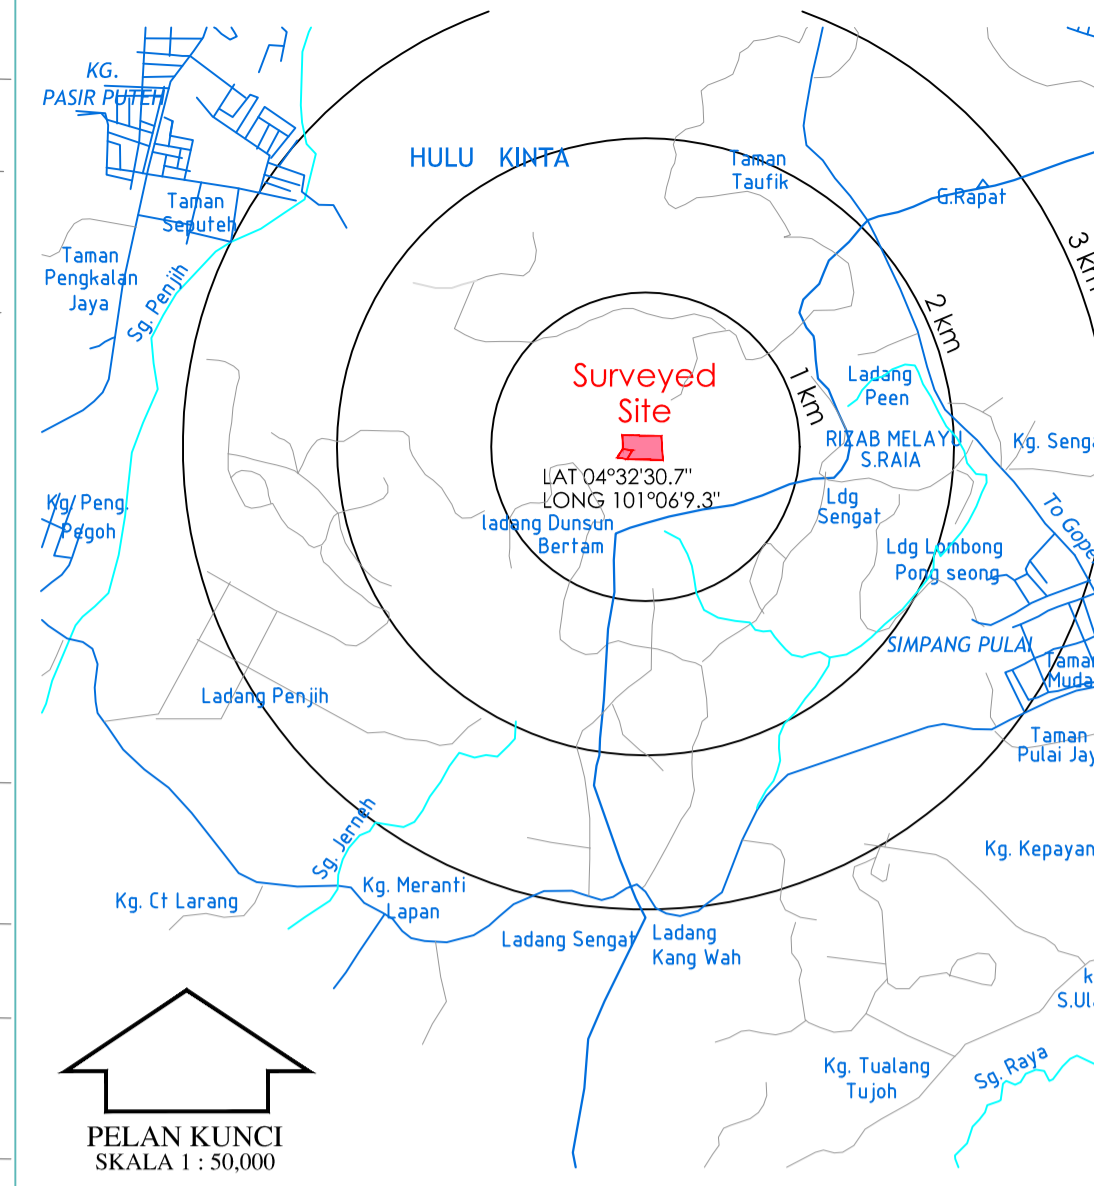 KG.
PASIR PUTEH
HULU KINTA
Taman
Taufik
G.Rapat
Taman
Seputeh
Taman
Pengkalan
Jaya
Sg. Penjih
3 km
2 km
1 km
Surveyed
Site
LAT 04°32'30.7"
LONG 101°06'9.3"
Ladang
Peen
RIZAB MELAYU
S.RAIA
Kg. Senga
Kg. Peng.
Pegoh
ladang Dunsun
Bertam
Ldg
Sengat
To Gope
Ldg Lombong
Pong seong
SIMPANG PULAI
Taman
Muda
Ladang Penjih
Taman
Pulai Jay
Sg. Jerneh
Kg. Kepayan
Kg. Ct Larang
Kg. Meranti
Lapan
Ladang Sengat
Ladang
Kang Wah
S.Ul
Kg. Tualang
Tujoh
Sg. Raya
PELAN KUNCI
SKALA 1 : 50,000